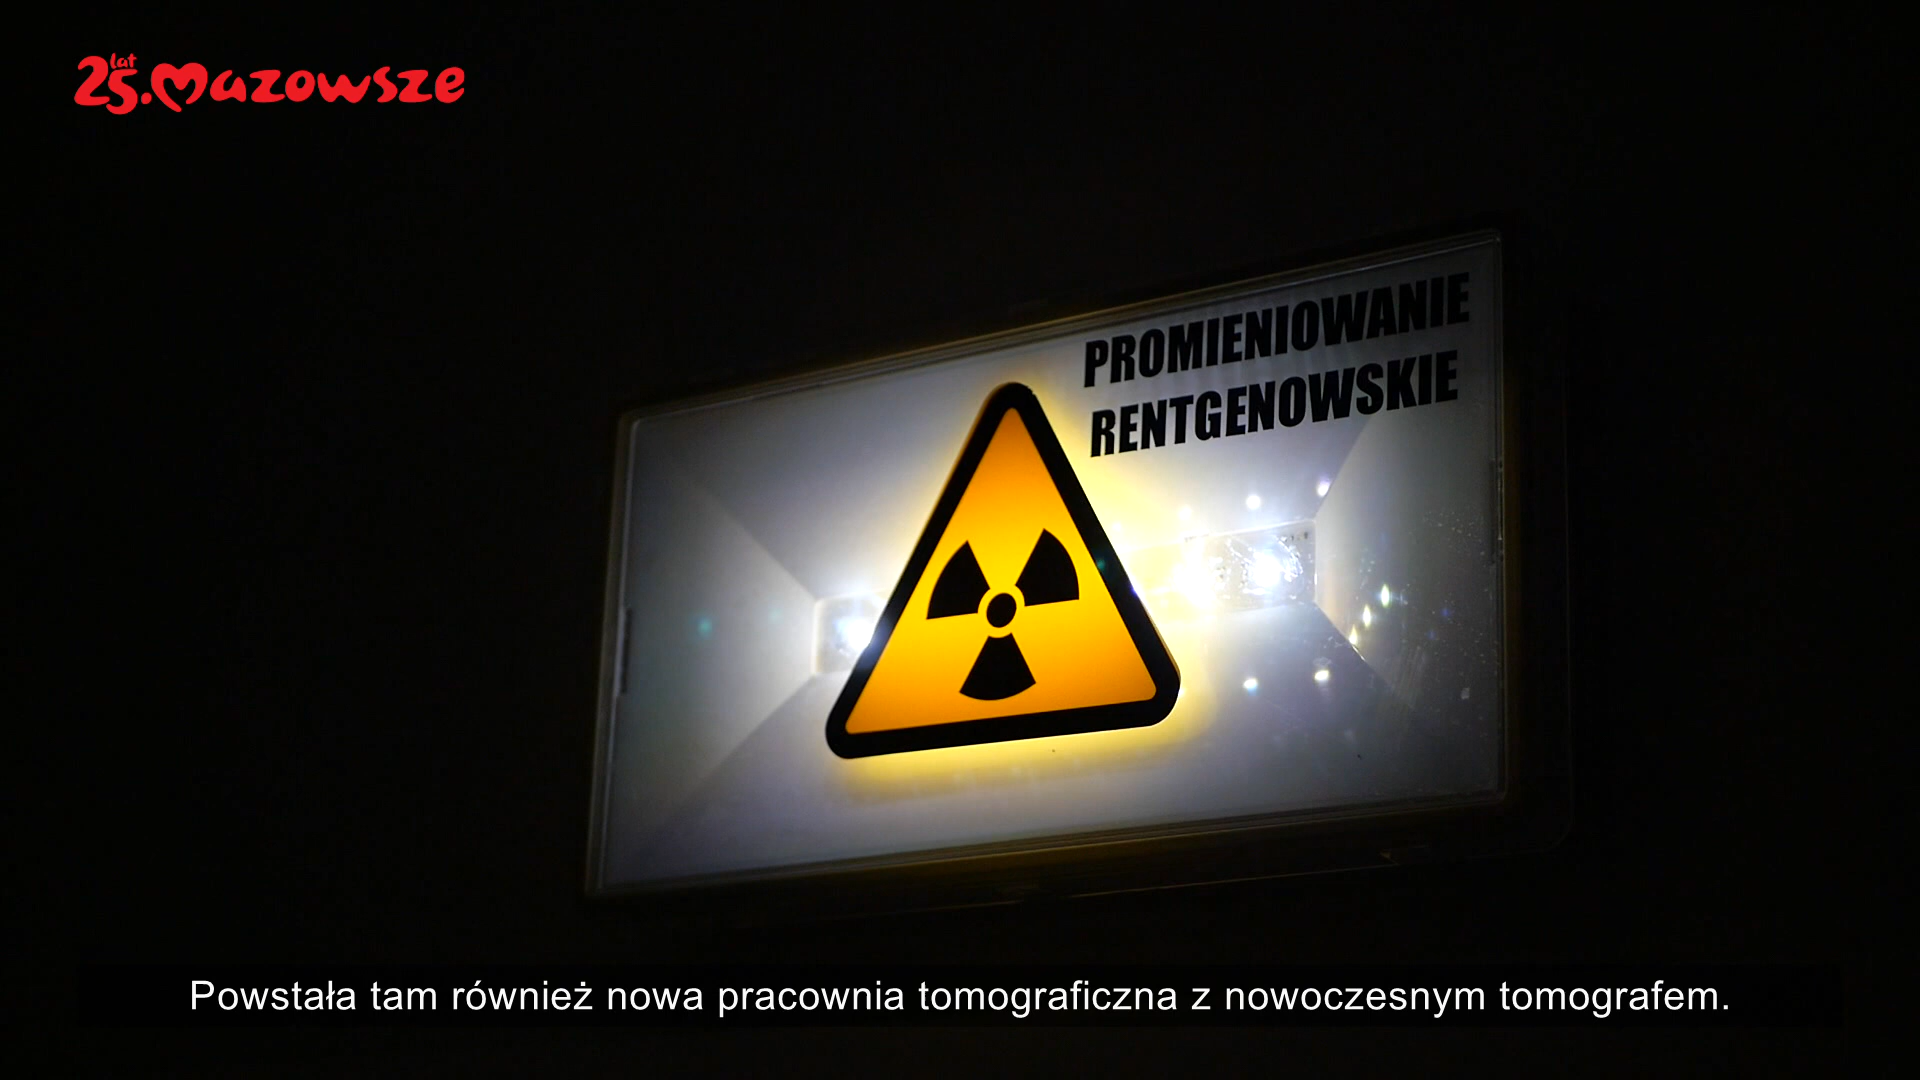 25 lat
Mazowsze
PROMIENIOWANIE
RENTGENOWSKIE
Powstała tam również nowa pracownia tomograficzna z nowoczesnym tomografem.